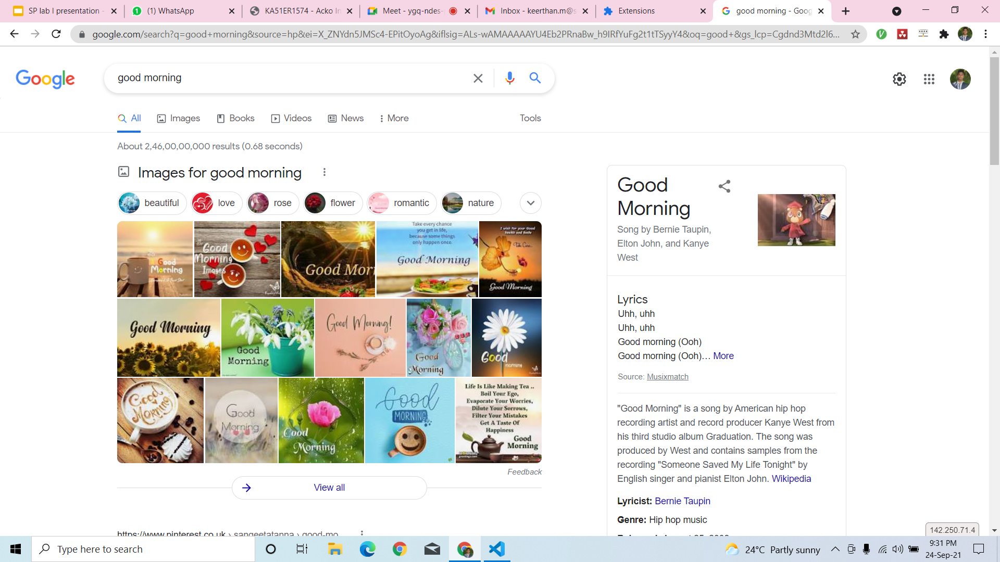 SP lab I presentation -
(1) WhatsApp
KA51ER1574 - Acko In
Meet - ygq-ndes-
Inbox - keerthan.m@s
Extensions
good morning - Goog
google.com/search?q=good+morning&source=hp&ei=X_ZNYdn5JMSc4-EPitOyoAg&iflsig=ALs-wAMAAAAAYU4Eb2PRnaBw_h9IRfYuFg2t1tTSyyY4&oq=good+&gs_lcp=Cgdnd3Mtd2l6...
Google
good morning
All
Images
Books
Videos
News
More
Tools
About 2,46,00,00,000 results (0.68 seconds)
Images for good morning
beautiful
love
rose
flower
romantic
nature
Good
Morning
Good
Morning
Images
Good Morn
Take every chance
you get in life,
because some things
only happen once.
Good Morning
I wish for your Good
health and Smile
Take Care...
Good Morning
Good Morning
Good
Morning
Good Morning!
Good
Morning
Good
morning
Good
Morning
Good
Morning
Good
Morning
Good
MORNING
Life Is Like Making Tea ..
Boil Your Ego,
Evaporate Your Worries,
Dilute Your Sorrows,
Filter Your Mistakes
Get A Taste Of
Happiness
Good
Morning
Feedback
View all
https://www.pinterest.co.uk › sangeetatanna › good-mo...
Good
Morning
Song by Bernie Taupin,
Elton John, and Kanye
West
Lyrics
Uhh, uhh
Uhh, uhh
Good morning (Ooh)
Good morning (Ooh)… More
Source: Musixmatch
"Good Morning" is a song by American hip hop
recording artist and record producer Kanye West from
his third studio album Graduation. The song was
produced by West and contains samples from the
recording "Someone Saved My Life Tonight" by
English singer and pianist Elton John. Wikipedia
Lyricist: Bernie Taupin
Genre: Hip hop music
142.250.71.4
Type here to search
24°C Partly sunny
9:31 PM
24-Sep-21